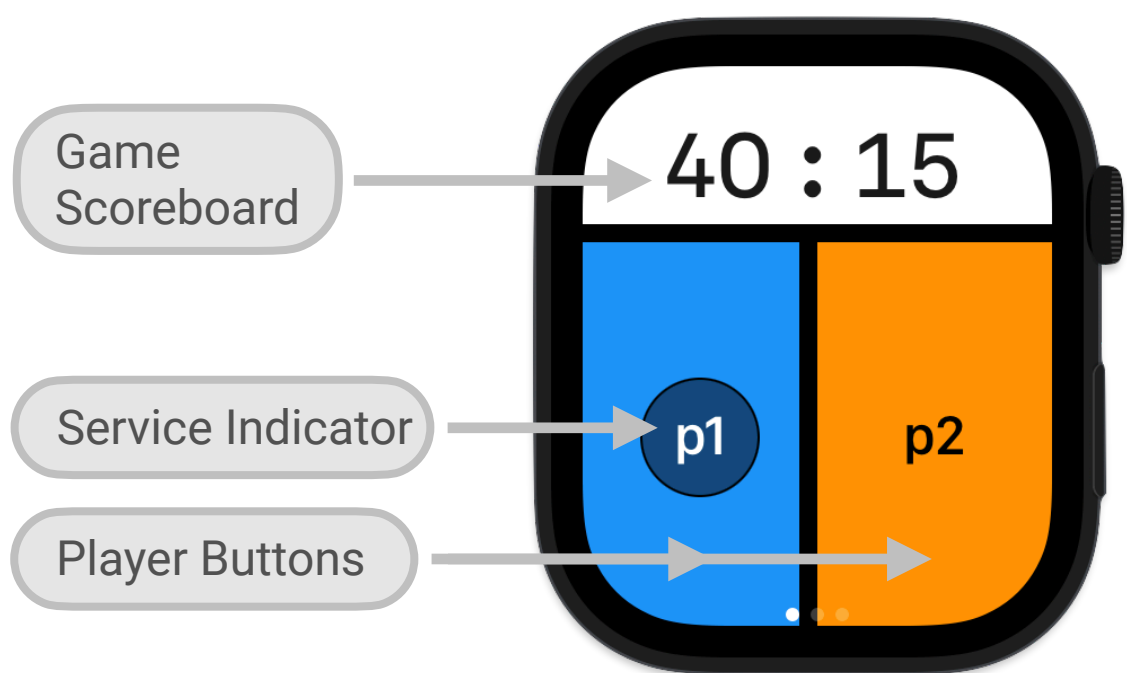 Game
Scoreboard
40 : 15
Service Indicator
p1
p2
Player Buttons